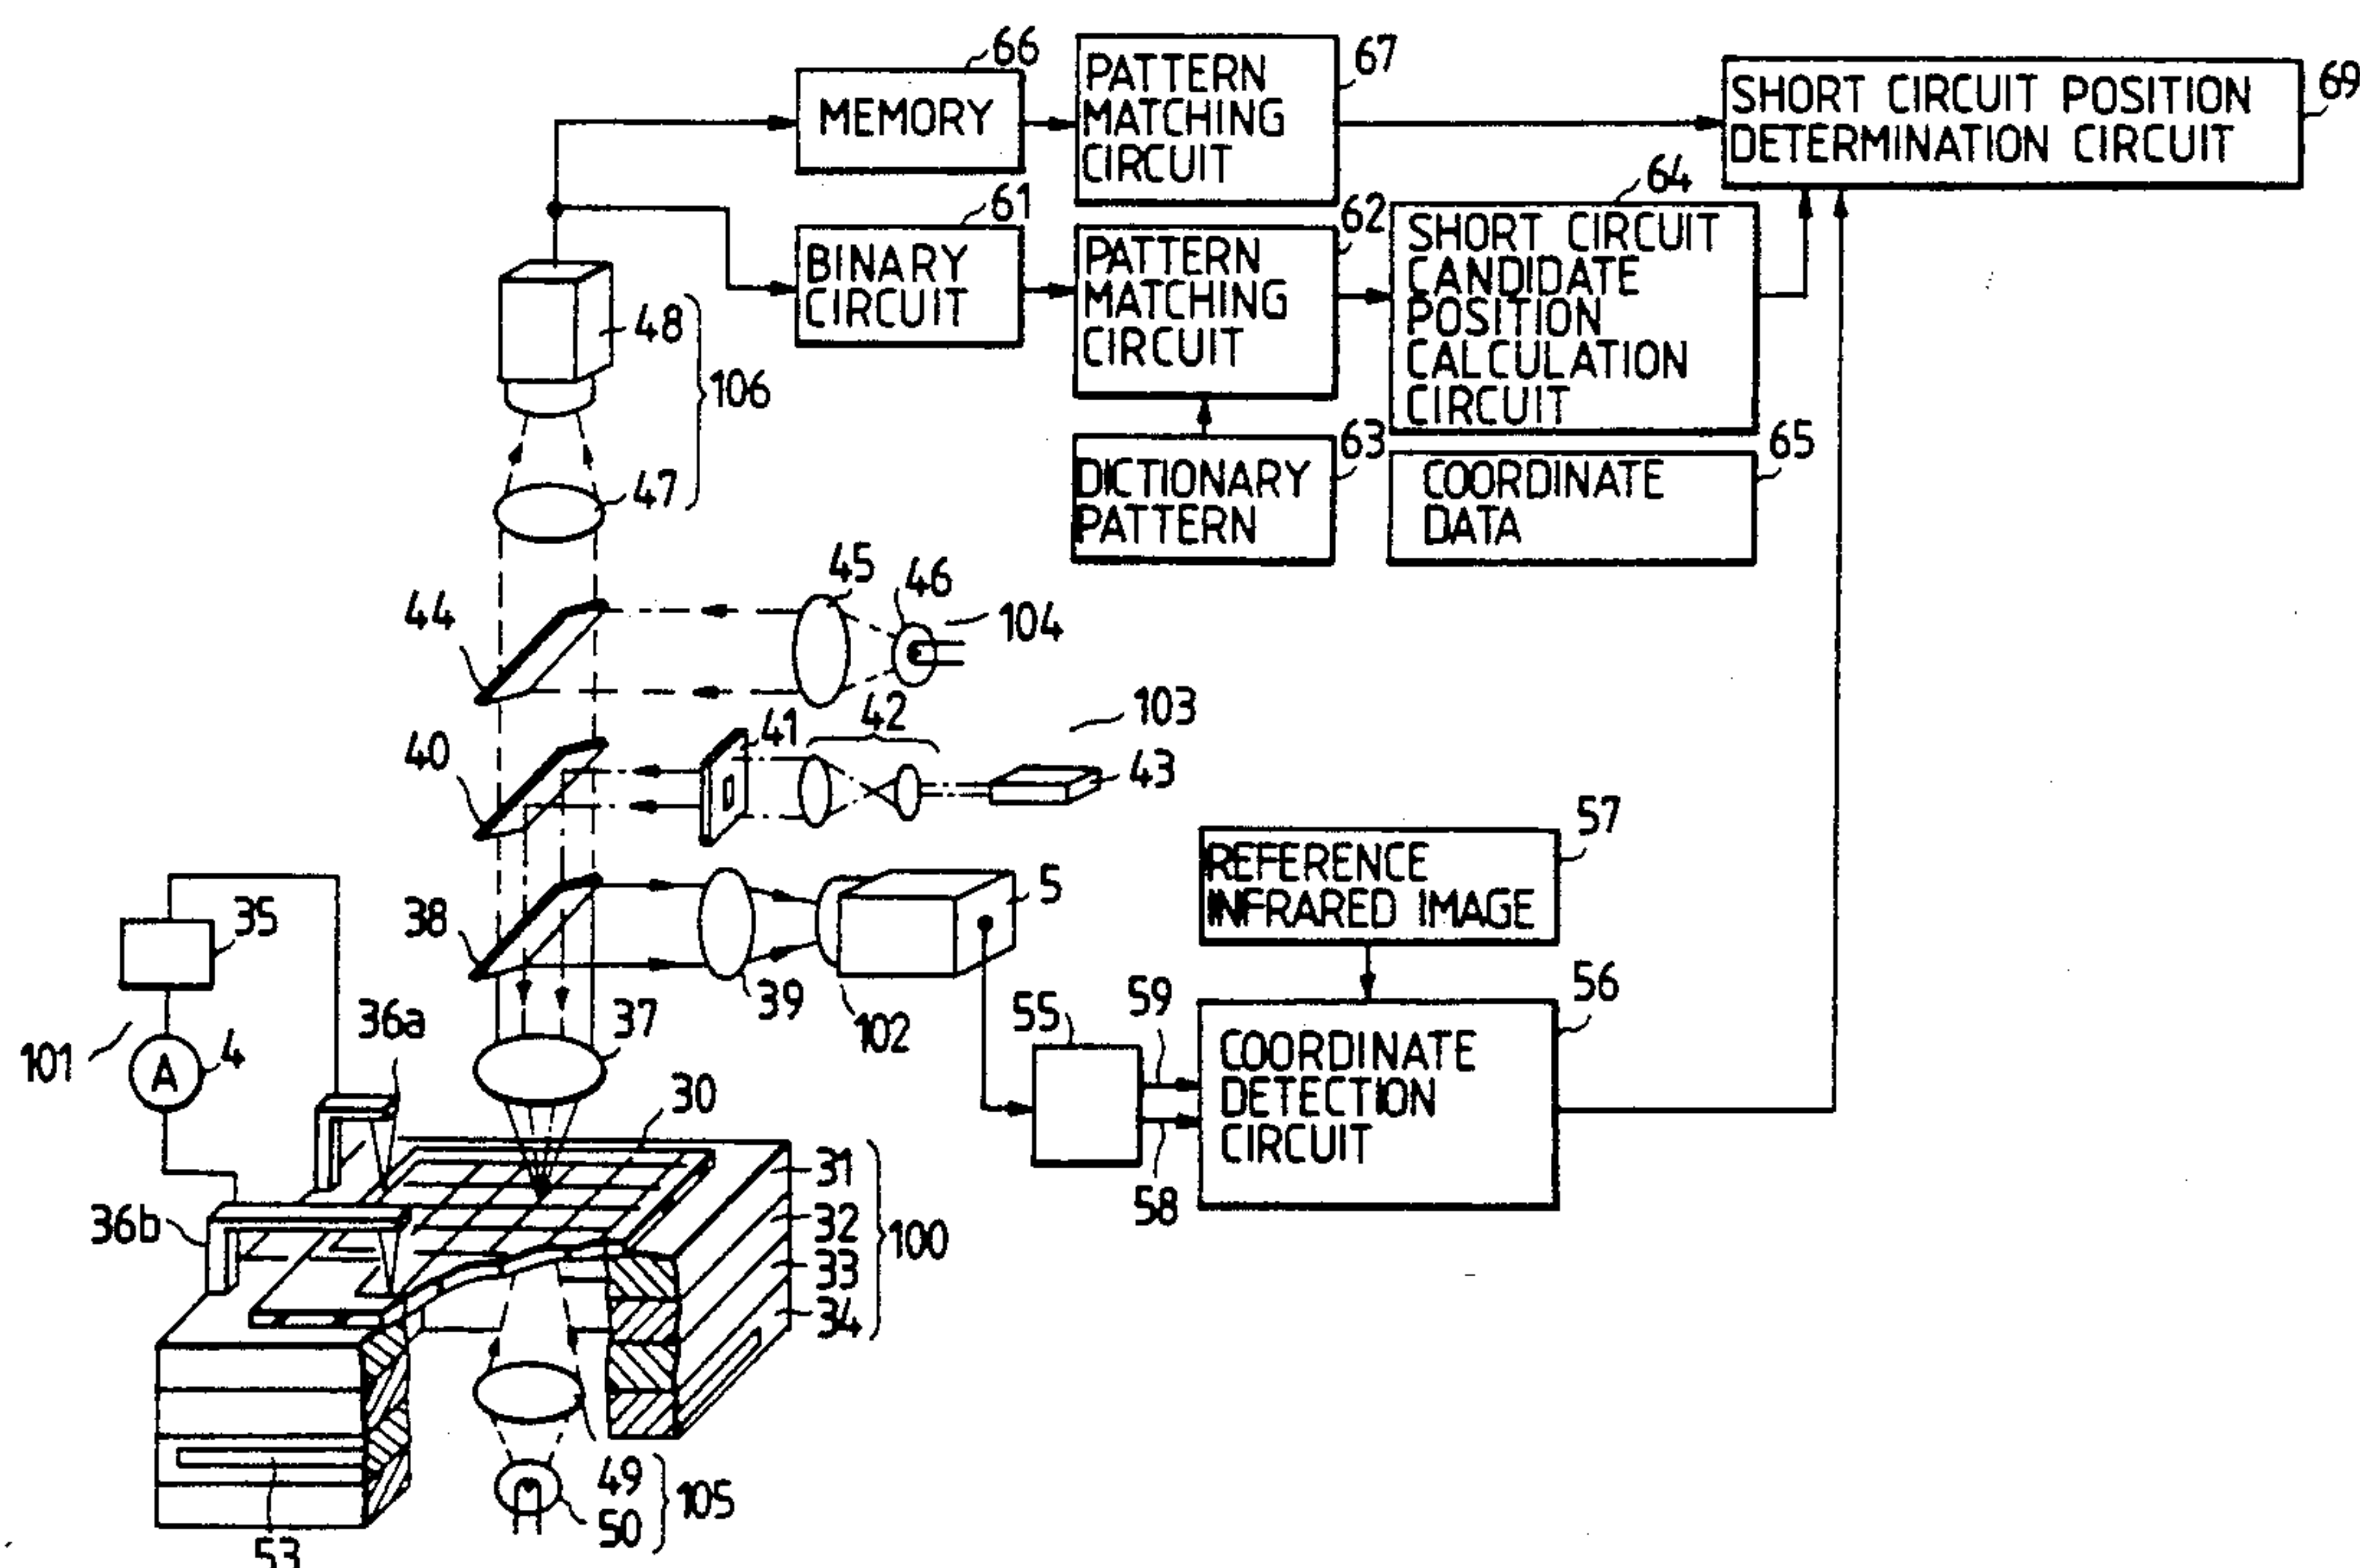 66
MEMORY
67
PATTERN
MATCHING
CIRCUIT
69
SHORT CIRCUIT POSITION
DETERMINATION CIRCUIT
61
BINARY
CIRCUIT
62
PATTERN
MATCHING
CIRCUIT
64
SHORT CIRCUIT
CANDIDATE
POSITION
CALCULATION
CIRCUIT
63
DICTIONARY
PATTERN
65
COORDINATE
DATA
48
106
47
45
46
104
44
41
42
103
40
43
57
REFERENCE
INFRARED IMAGE
35
38
5
39
102
36a
37
101
A
4
55
59
58
56
COORDINATE
DETECTION
CIRCUIT
30
31
32
33
34
100
36b
49
50
105
53